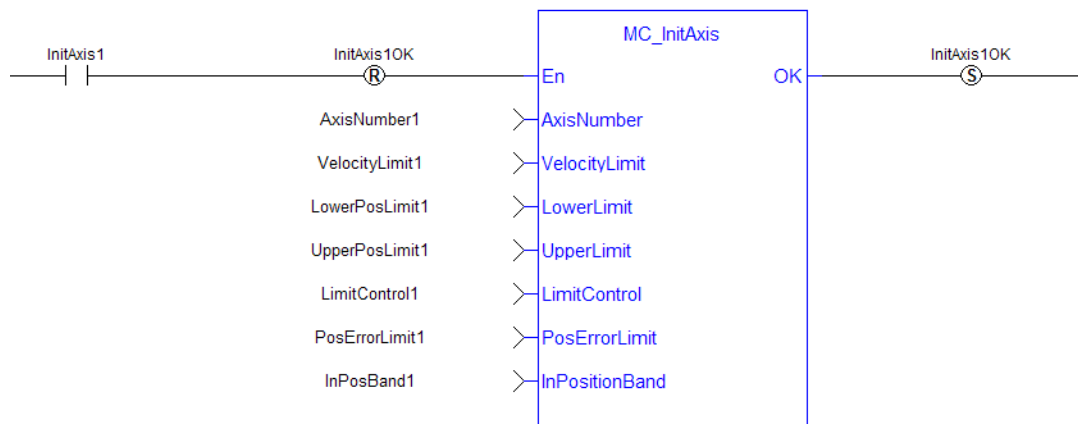 MC_InitAxis
InitAxis1 InitAxis1OK InitAxis1OK
R En OK S
AxisNumber1 AxisNumber
VelocityLimit1 VelocityLimit
LowerPosLimit1 LowerLimit
UpperPosLimit1 UpperLimit
LimitControl1 LimitControl
PosErrorLimit1 PosErrorLimit
InPosBand1 InPositionBand